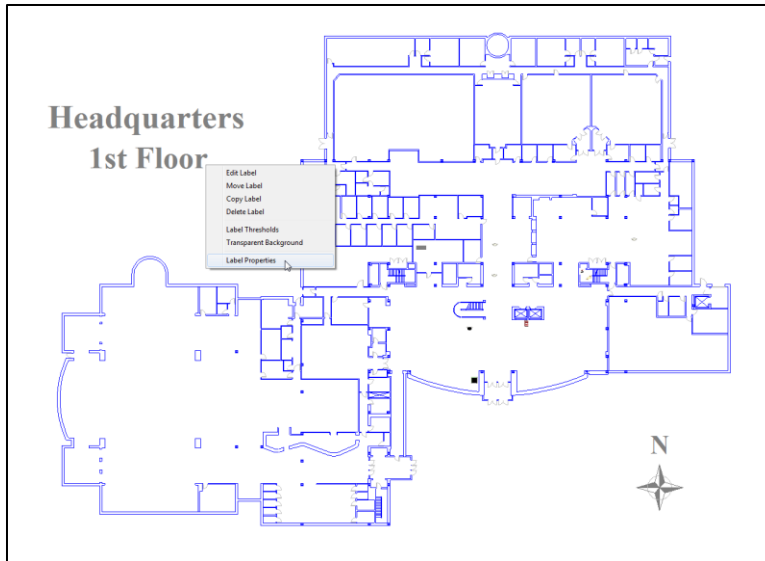 Headquarters
1st Floor
Edit Label
Move Label
Copy Label
Delete Label
Label Thresholds
Transparent Background
Label Properties
N